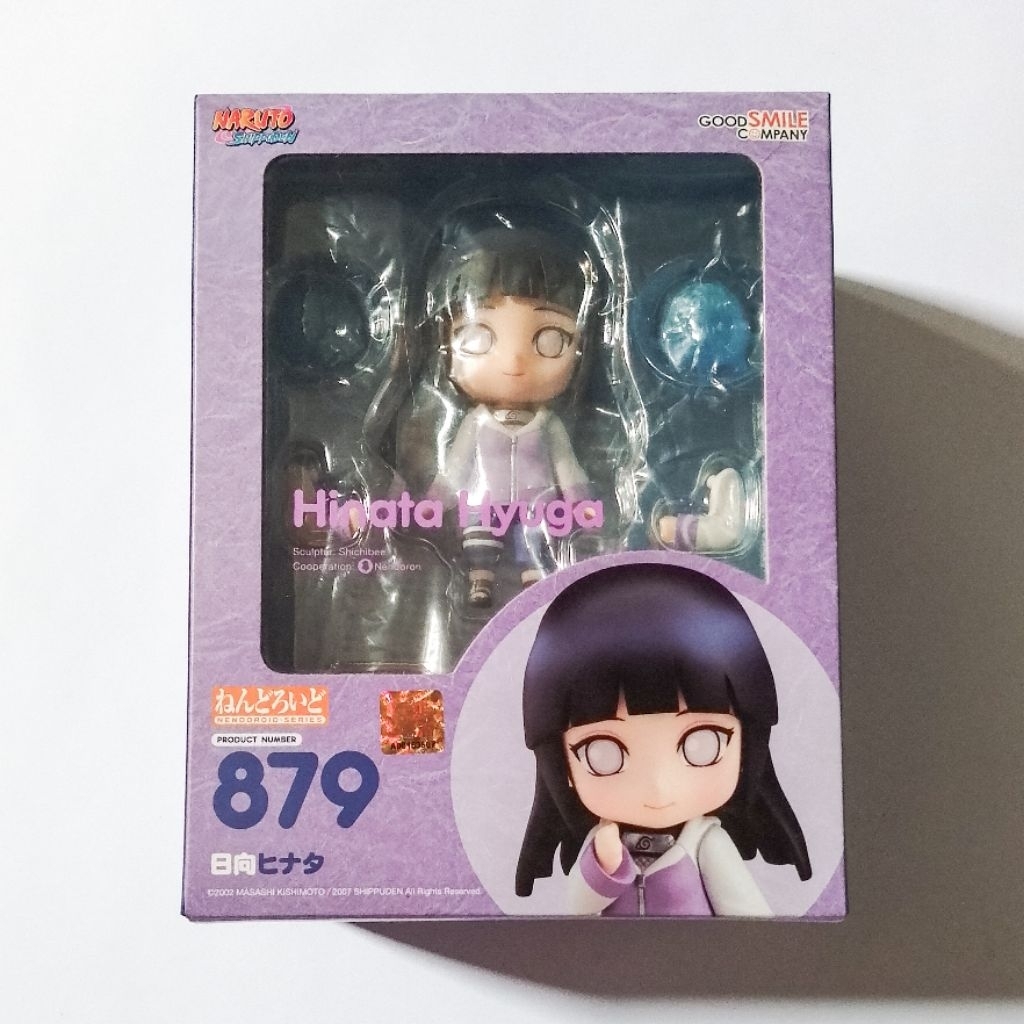 NARUTO
SHIPPUDEN
GOOD SMILE
COMPANY
Hinata Hyuga
Sculptor: Shichibee
Cooperation: Nendoron
ねんどろいど
NENDOROID SERIES
PRODUCT NUMBER
879
日向ヒナタ
©2002 MASASHI KISHIMOTO / 2007 SHIPPUDEN All Rights Reserved.